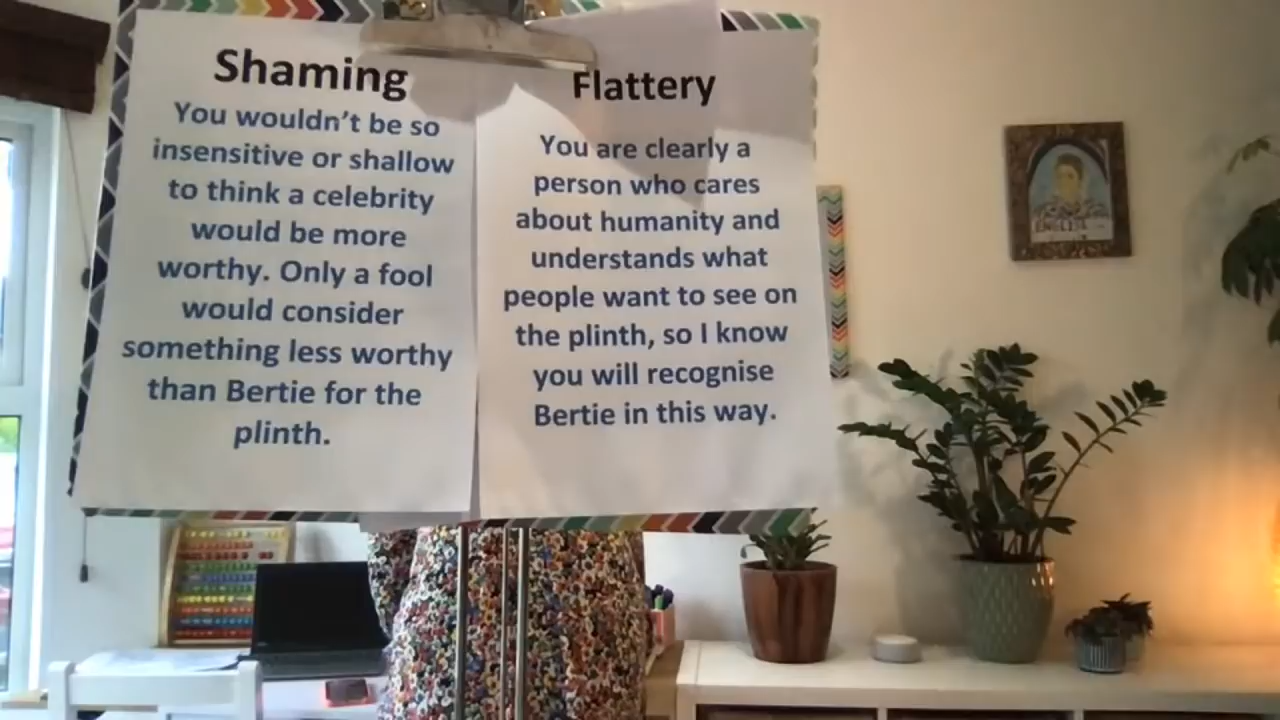 Shaming
You wouldn't be so
insensitive or shallow
to think a celebrity
would be more
worthy. Only a fool
would consider
something less worthy
than Bertie for the
plinth.
Flattery
You are clearly a
person who cares
about humanity and
understands what
people want to see on
the plinth, so I know
you will recognise
Bertie in this way.